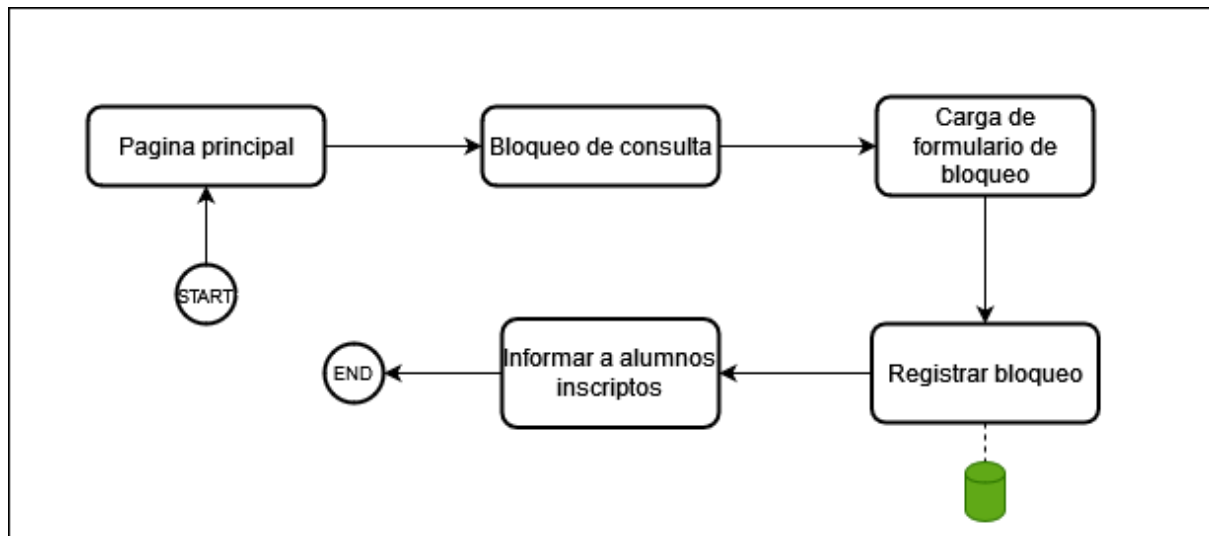 Pagina principal
Bloqueo de consulta
Carga de
formulario de
bloqueo
START
Informar a alumnos
inscriptos
END
Registrar bloqueo